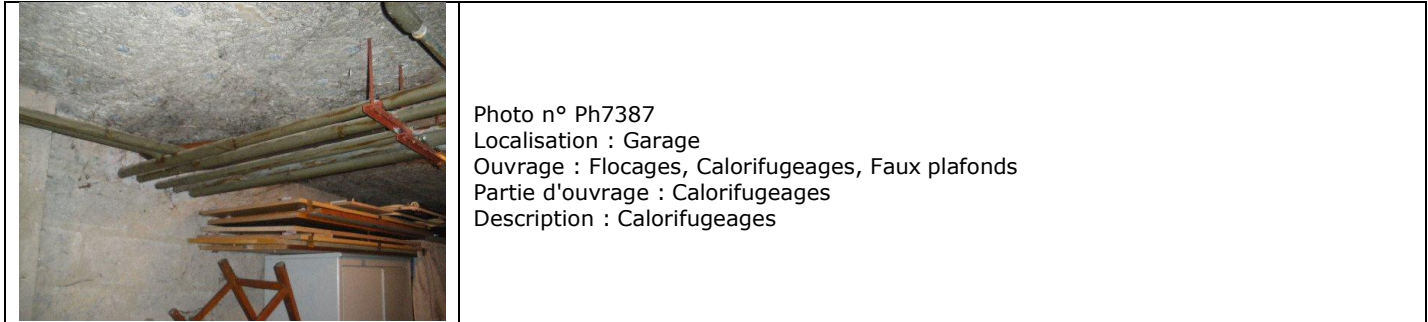 Photo n° Ph7387
Localisation : Garage
Ouvrage : Flocages, Calorifugeages, Faux plafonds
Partie d'ouvrage : Calorifugeages
Description : Calorifugeages